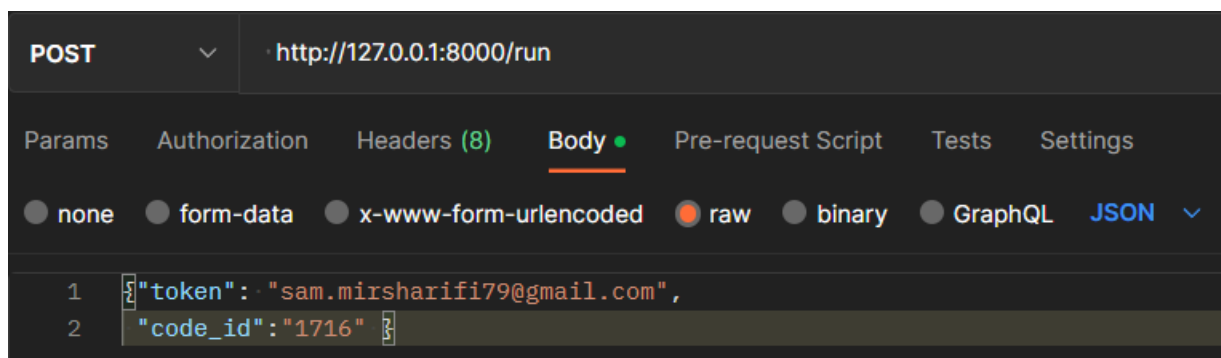 POST http://127.0.0.1:8000/run
Params Authorization Headers (8) Body Pre-request Script Tests Settings
none form-data x-www-form-urlencoded raw binary GraphQL JSON
1 {"token": "sam.mirsharifi79@gmail.com",
2 "code_id":"1716" }